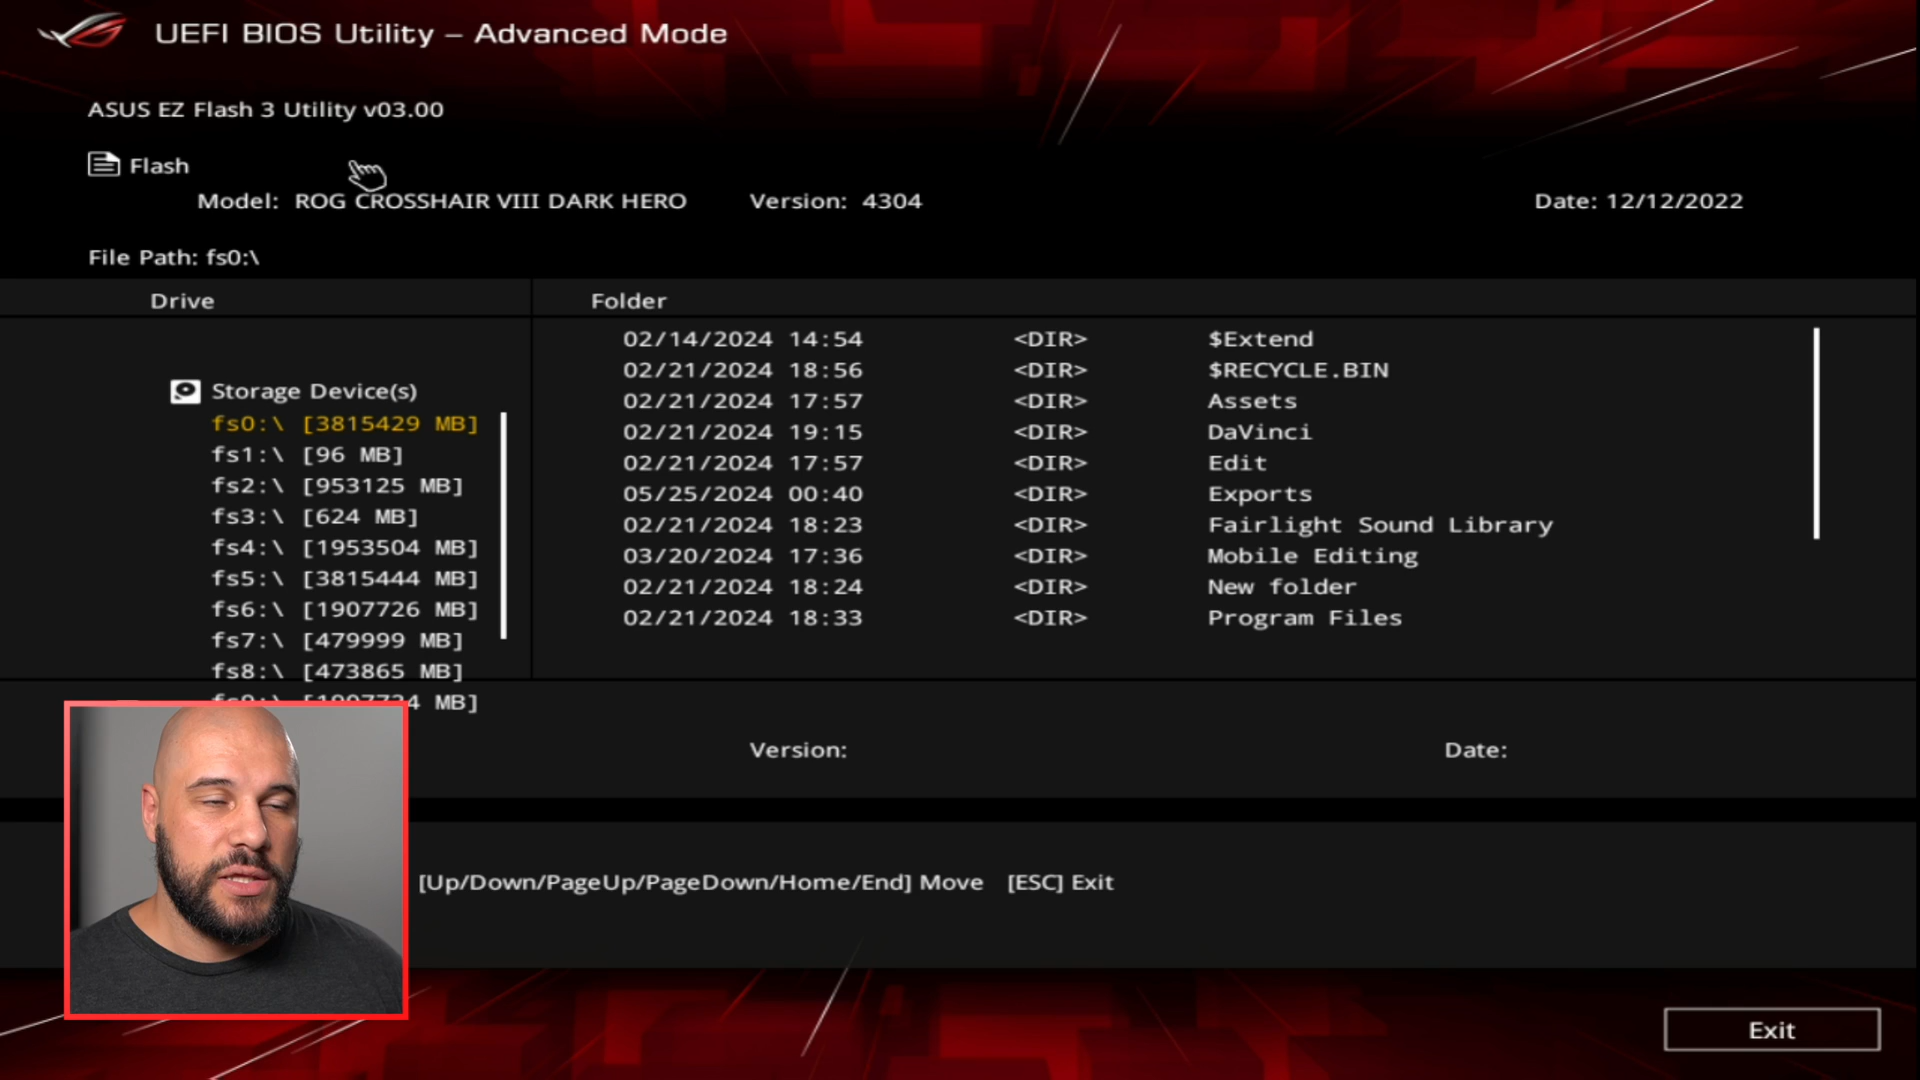 UEFI BIOS Utility – Advanced Mode
ASUS EZ Flash 3 Utility v03.00
Flash
Model: ROG CROSSHAIR VIII DARK HERO Version: 4304 Date: 12/12/2022
File Path: fs0:\
Drive Folder
02/14/2024 14:54 <DIR> $Extend
02/21/2024 18:56 <DIR> $RECYCLE.BIN
Storage Device(s) 02/21/2024 17:57 <DIR> Assets
fs0:\ [3815429 MB] 02/21/2024 19:15 <DIR> DaVinci
fs1:\ [96 MB] 02/21/2024 17:57 <DIR> Edit
fs2:\ [953125 MB] 05/25/2024 00:40 <DIR> Exports
fs3:\ [624 MB] 02/21/2024 18:23 <DIR> Fairlight Sound Library
fs4:\ [1953504 MB] 03/20/2024 17:36 <DIR> Mobile Editing
fs5:\ [3815444 MB] 02/21/2024 18:24 <DIR> New folder
fs6:\ [1907726 MB] 02/21/2024 18:33 <DIR> Program Files
fs7:\ [479999 MB]
fs8:\ [473865 MB]
MB]
Version: Date:
[Up/Down/PageUp/PageDown/Home/End] Move [ESC] Exit
Exit